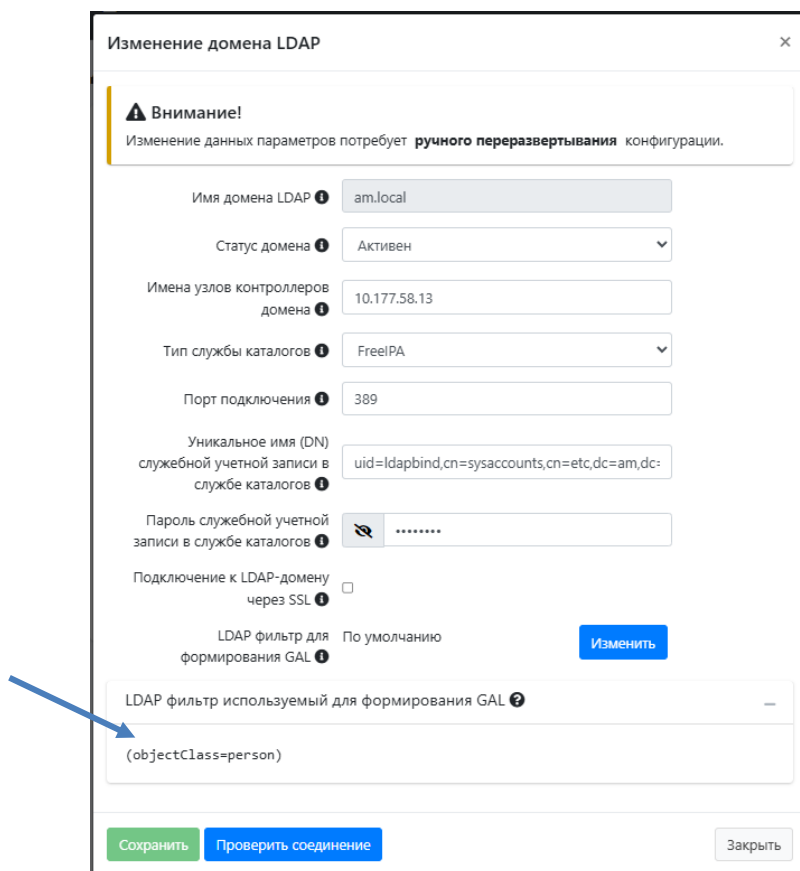 Изменение домена LDAP
×
Внимание!
Изменение данных параметров потребует ручного переразвертывания конфигурации.
Имя домена LDAP
am.local
Статус домена
Активен
Имена узлов контроллеров
домена
10.177.58.13
Тип службы каталогов
FreeIPA
Порт подключения
389
Уникальное имя (DN)
служебной учетной записи в
службе каталогов
uid=ldapbind,cn=sysaccounts,cn=etc,dc=am,dc=
Пароль служебной учетной
записи в службе каталогов
••••••••
Подключение к LDAP-домену
через SSL
LDAP фильтр для
формирования GAL
По умолчанию
Изменить
LDAP фильтр используемый для формирования GAL
(objectClass=person)
Сохранить
Проверить соединение
Закрыть